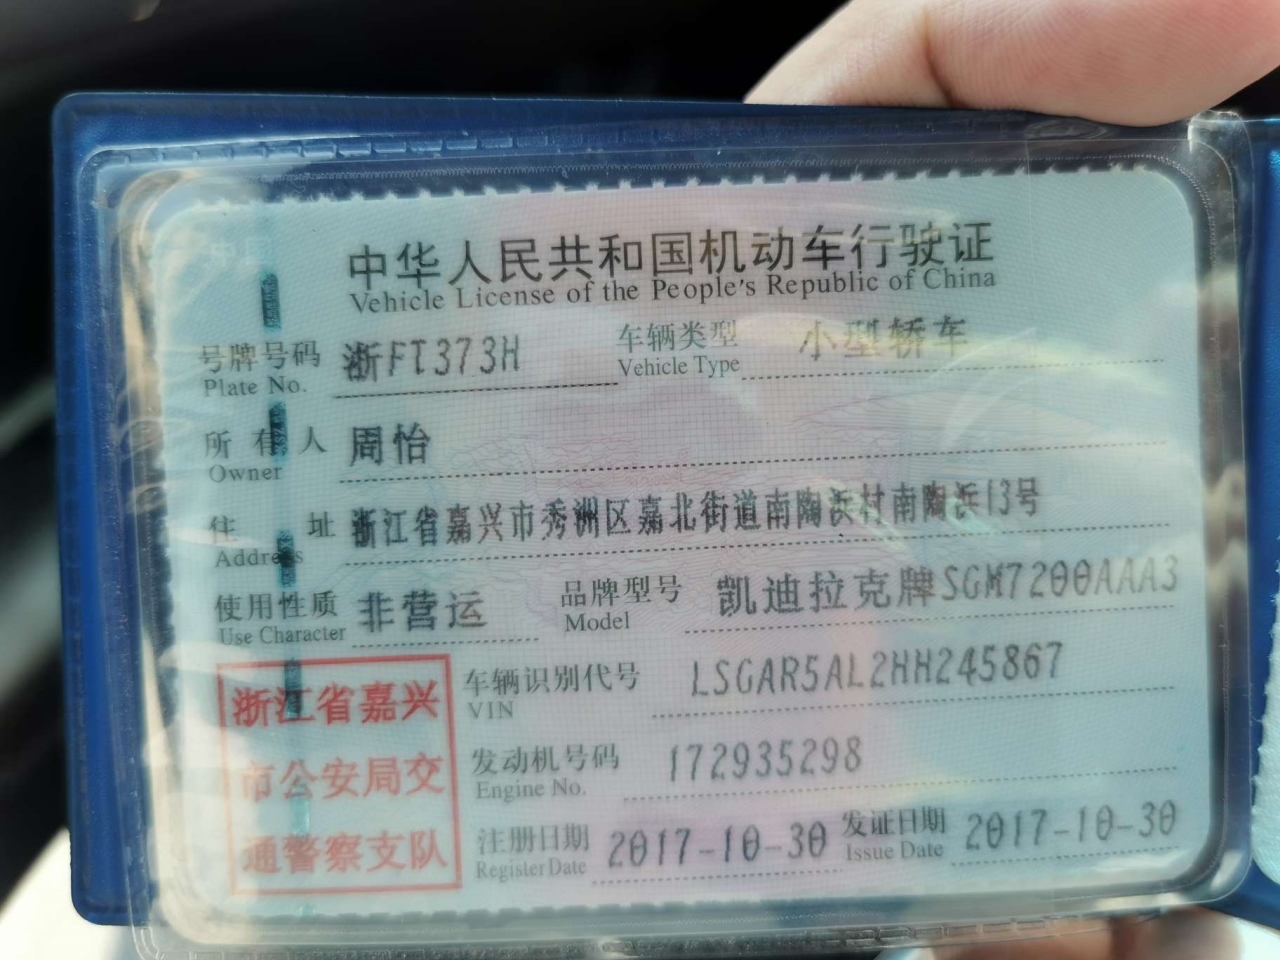 中华人民共和国机动车行驶证
Vehicle License of the People's Republic of China
号牌号码 浙FT373H 车辆类型 小型轿车
Plate No. Vehicle Type
所有人 周怡
Owner
住址 浙江省嘉兴市秀洲区嘉北街道南陶浜村南陶浜13号
Address
使用性质 非营运 品牌型号 凯迪拉克牌SGM7200AAA3
Use Character Model
车辆识别代号 LSGAR5AL2HH245867
VIN
发动机号码 172935298
Engine No.
注册日期 2017-10-30 发证日期 2017-10-30
Register Date Issue Date
浙江省嘉兴
市公安局交
通警察支队